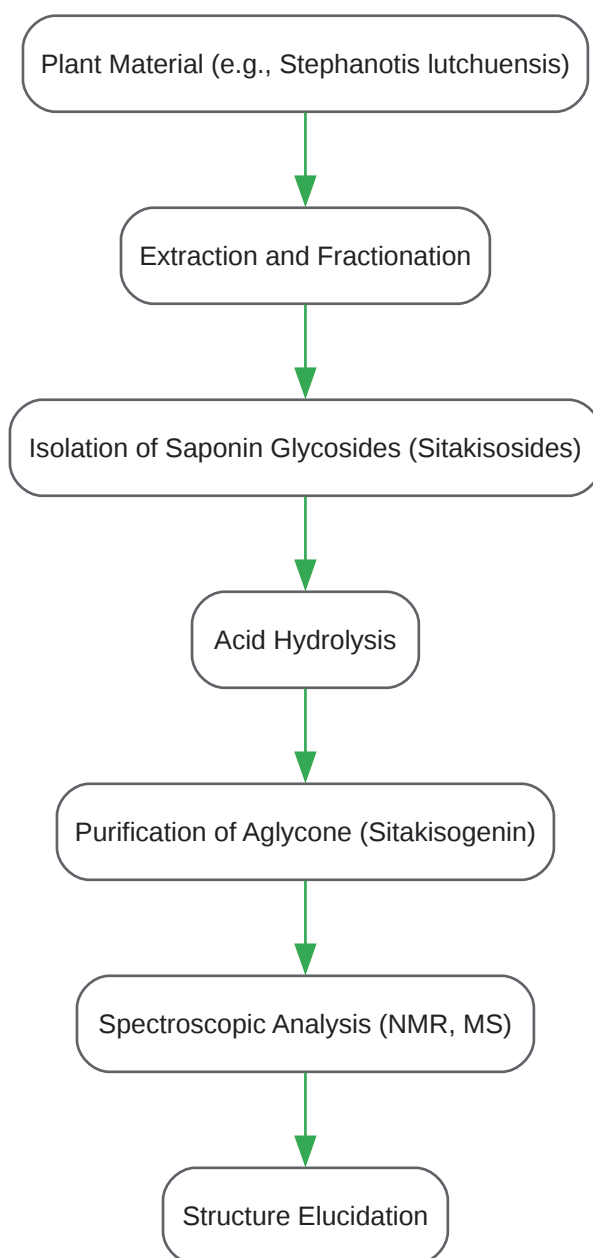 Plant Material (e.g., Stephanotis lutchuensis)
Extraction and Fractionation
Isolation of Saponin Glycosides (Sitakisosides)
Acid Hydrolysis
Purification of Aglycone (Sitakisogenin)
Spectroscopic Analysis (NMR, MS)
Structure Elucidation